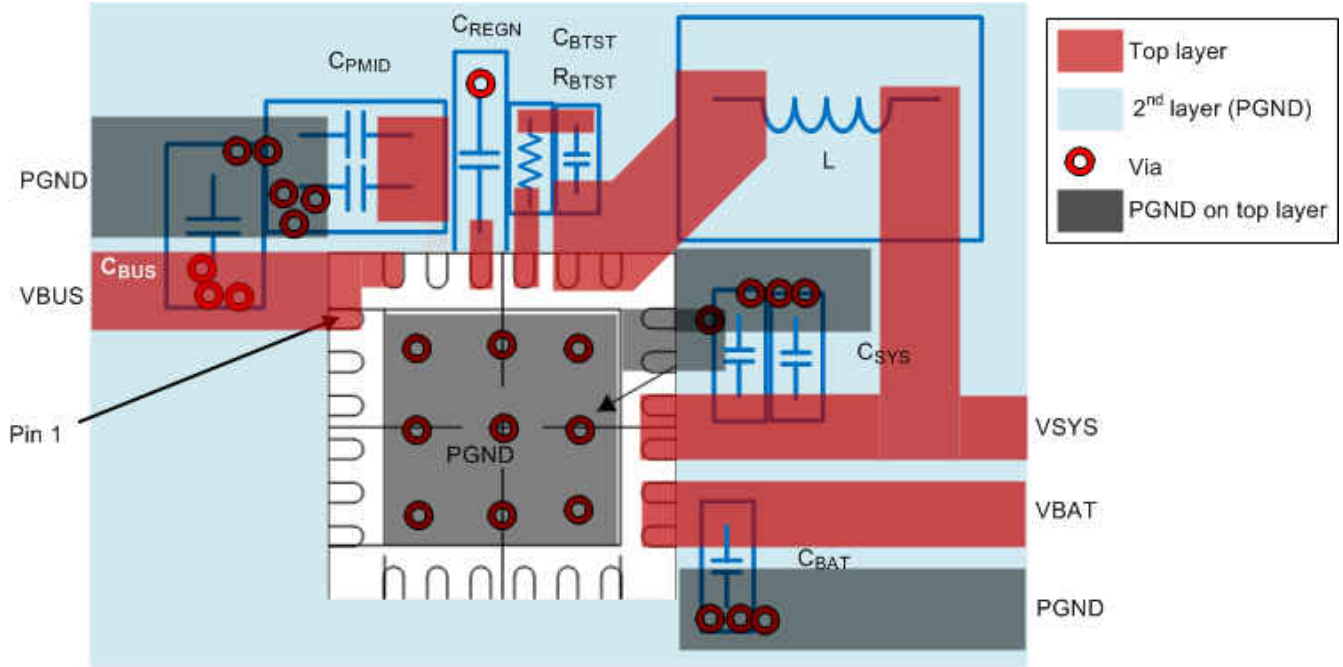 CREGN
CBTST
RBTST
CPMID
L
PGND
CBUS
VBUS
CSYS
Pin 1
PGND
VSYS
VBAT
CBAT
PGND
Top layer
2nd layer (PGND)
Via
PGND on top layer